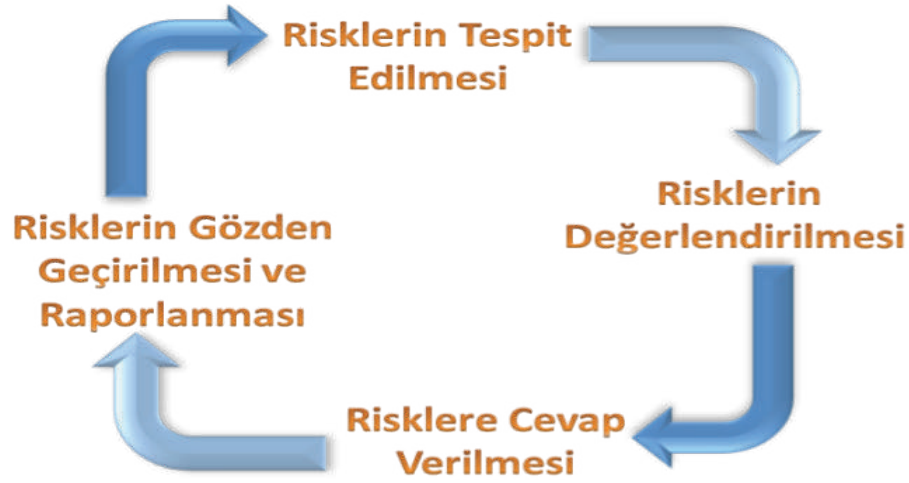 Risklerin Tespit
Edilmesi
Risklerin
Değerlendirilmesi
Risklere Cevap
Verilmesi
Risklerin Gözden
Geçirilmesi ve
Raporlanması